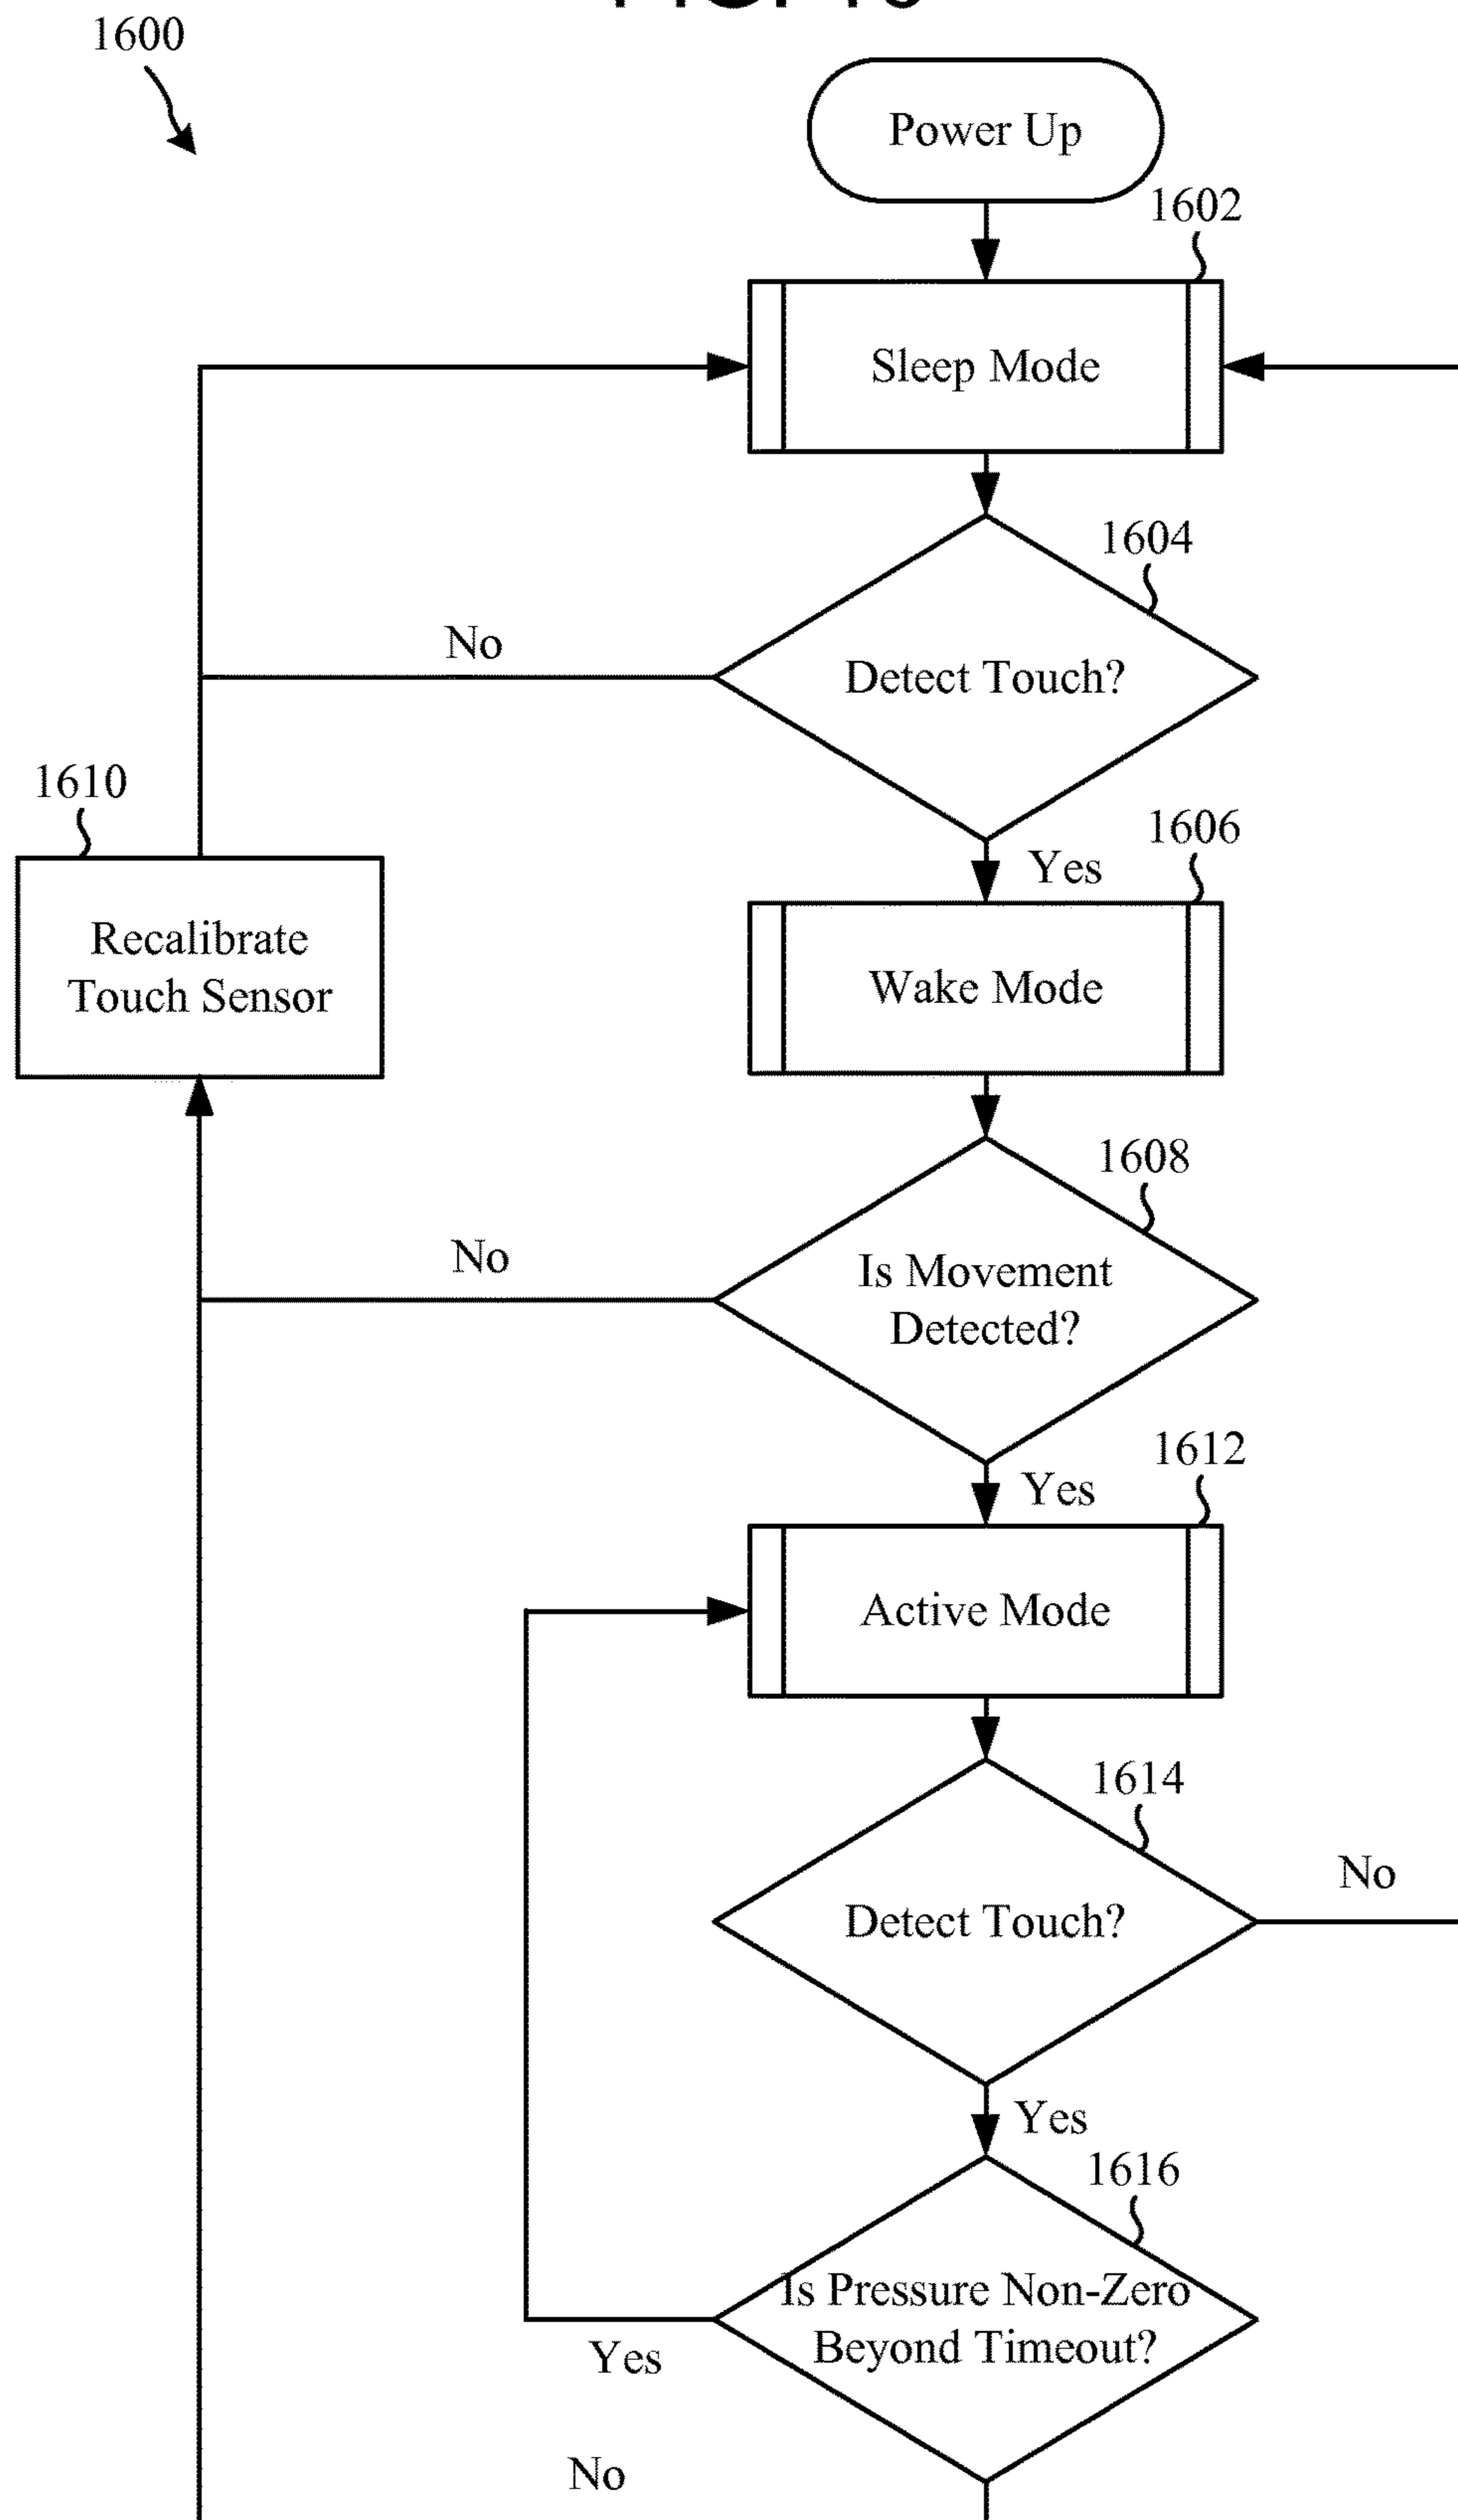 1600
Power Up
1602
Sleep Mode
1604
No
Detect Touch?
1610
1606
Yes
Recalibrate
Touch Sensor
Wake Mode
1608
No
Is Movement
Detected?
1612
Yes
Active Mode
1614
No
Detect Touch?
Yes
1616
Is Pressure Non-Zero
Beyond Timeout?
Yes
No